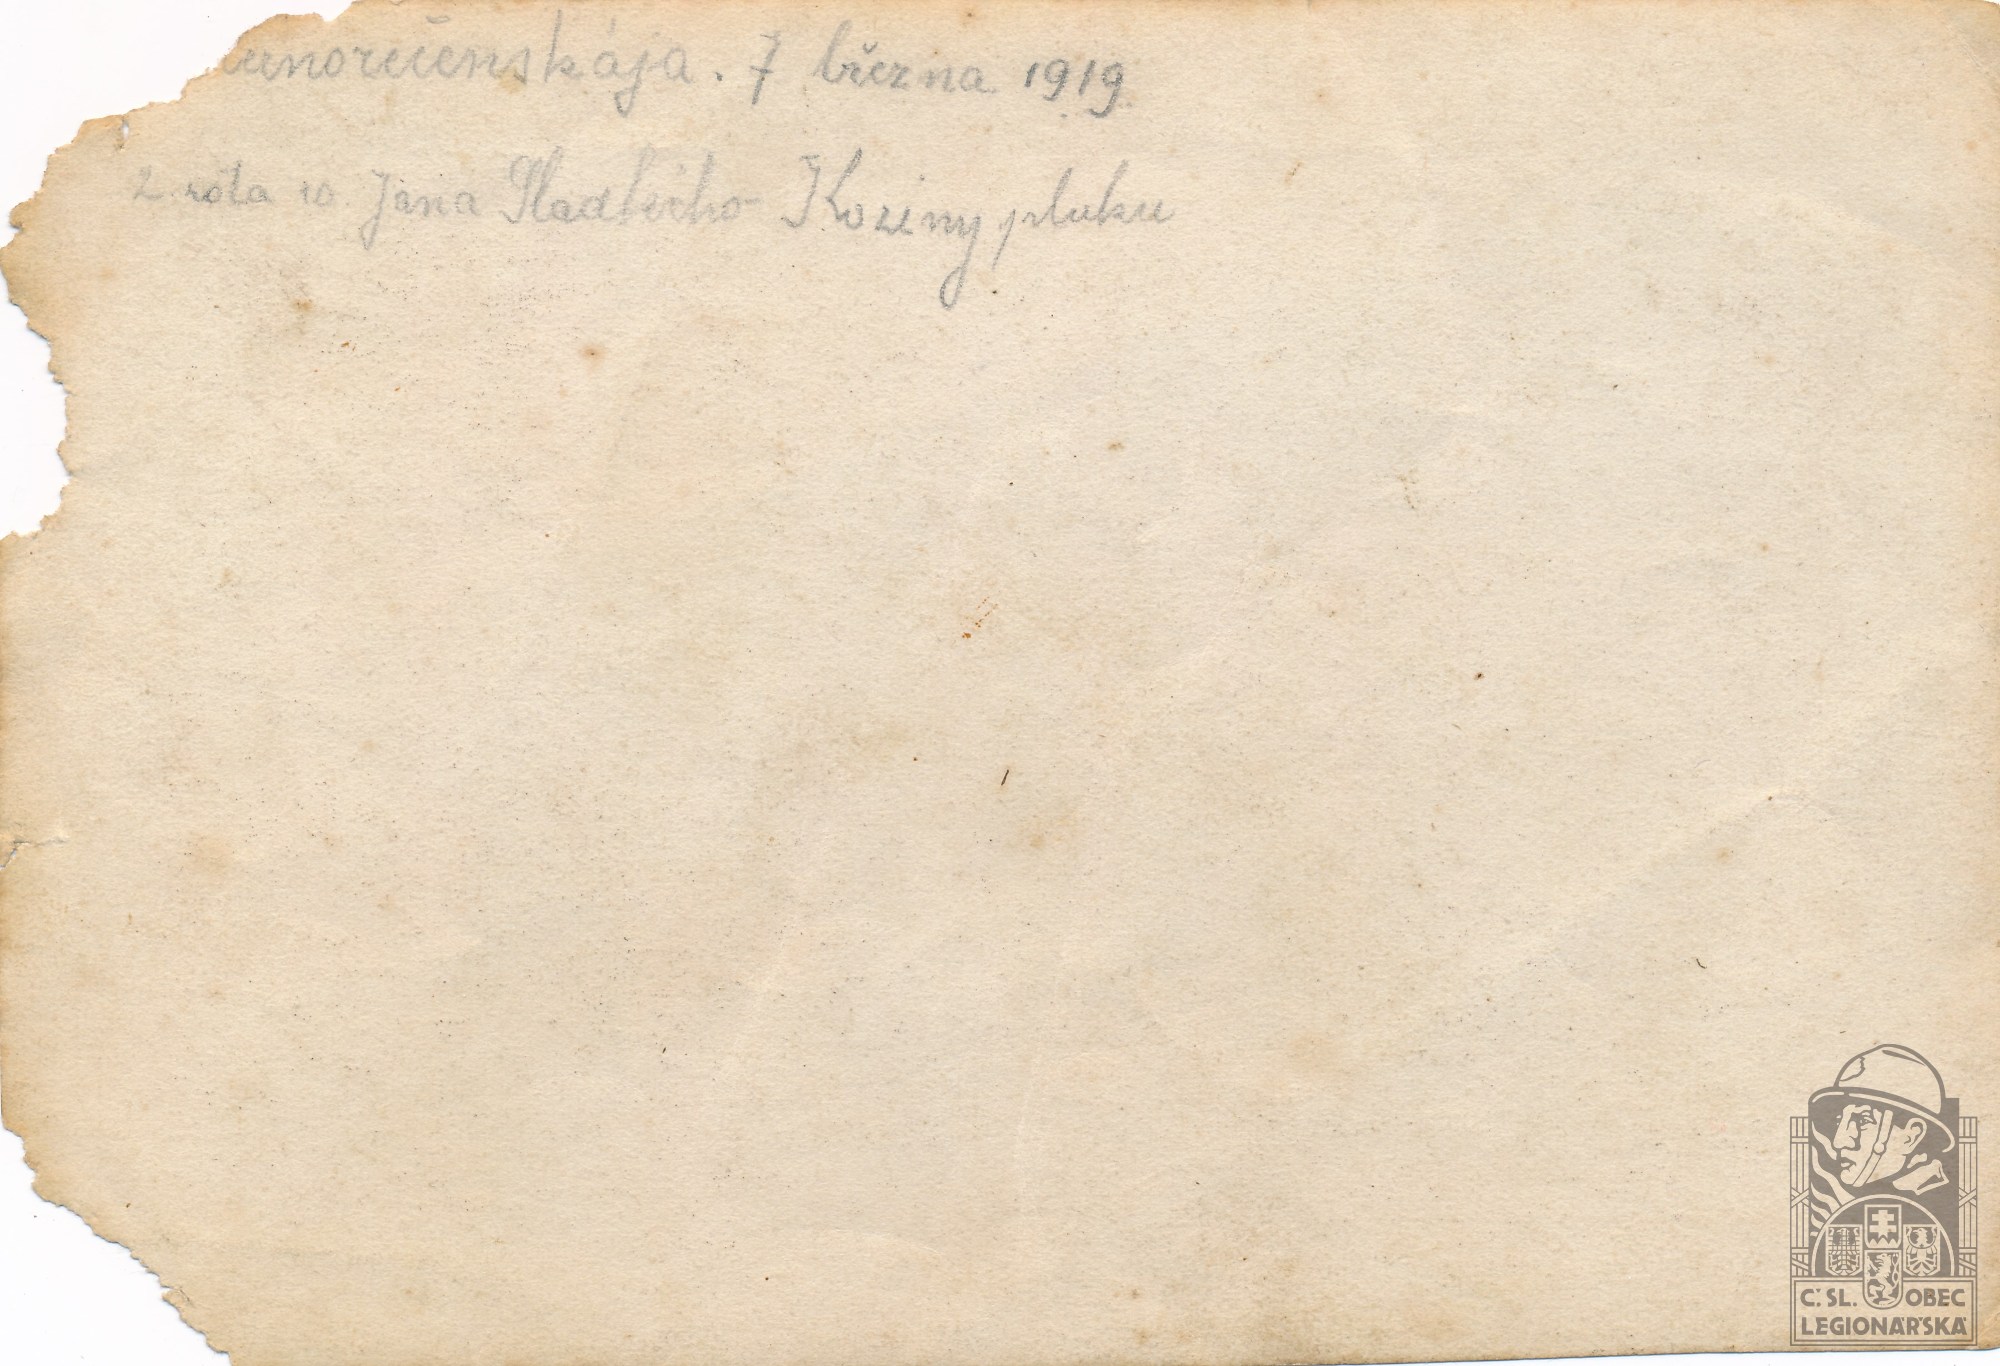 unorečenskája. 7 března 1919.
2 rota 10. Jana Sladkého Koziny pluku
Č. SL. OBEC
LEGIONÁŘSKÁ